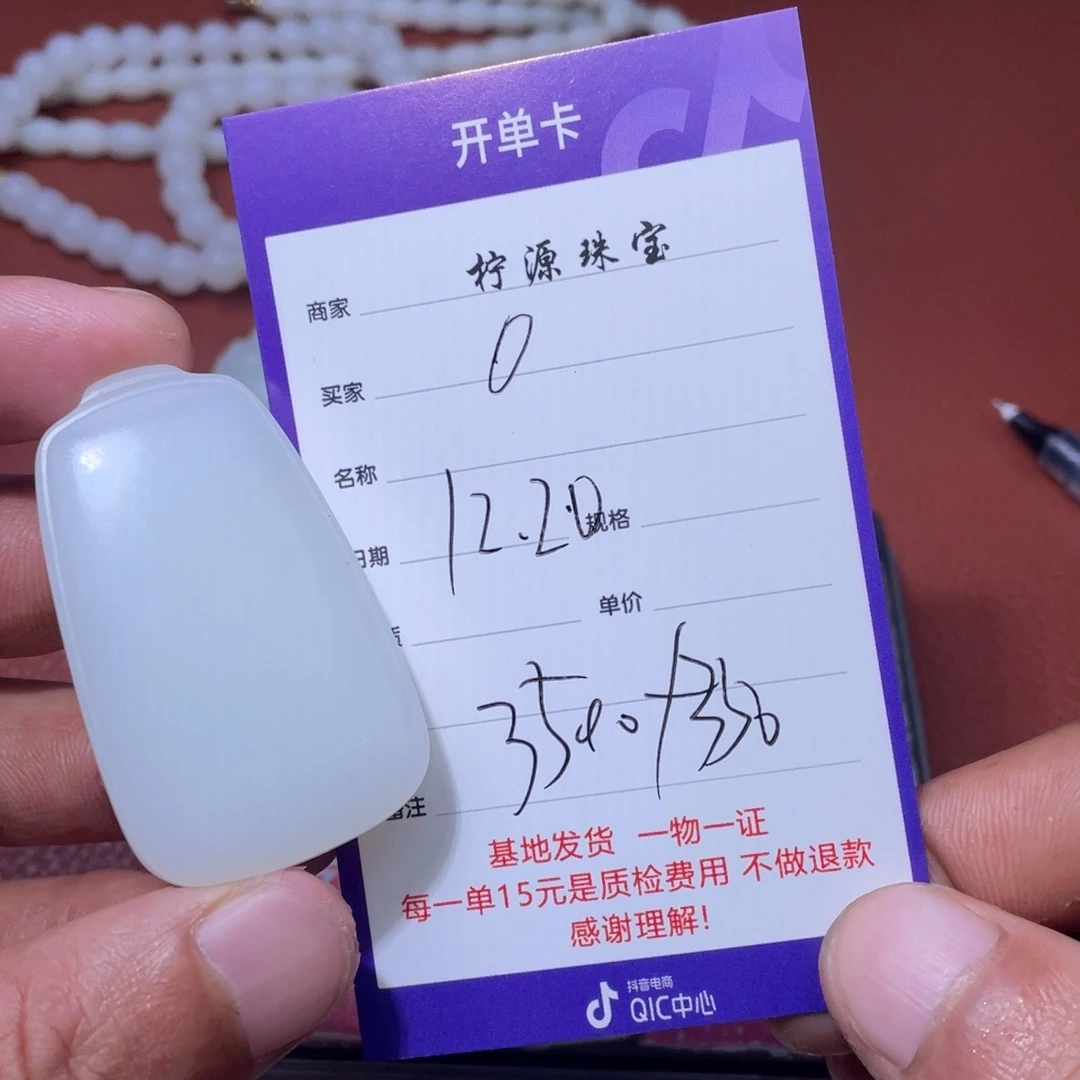 开单卡
商家 柠源珠宝
买家 0
名称
日期 12.20 规格
单价
备注
基地发货 一物一证
每一单15元是质检费用 不做退款
感谢理解!
抖音电商
QIC中心